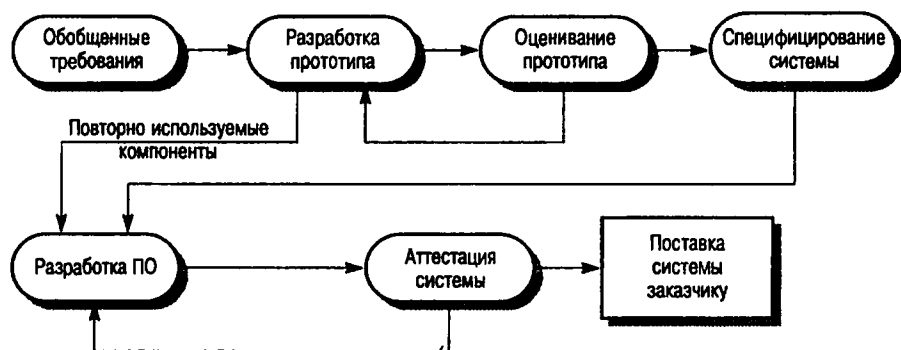 Обобщенные
требования
Разработка
прототипа
Оценивание
прототипа
Специфицирование
системы
Повторно используемые
компоненты
Разработка ПО
Аттестация
системы
Поставка
системы
заказчику